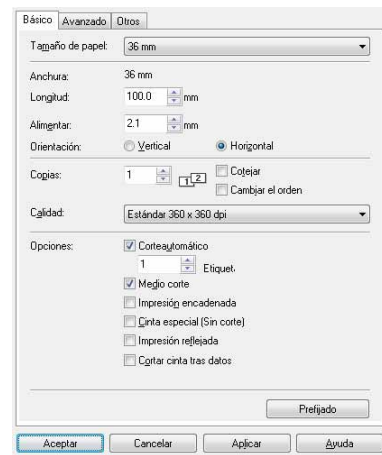 Básico Avanzado Otros
Tamaño de papel: 36 mm
Anchura: 36 mm
Longitud: 100.0 mm
Alimentar: 2.1 mm
Orientación: Vertical Horizontal
Copias: 1 1 2 Cotejar
Cambiar el orden
Calidad: Estándar 360 x 360 dpi
Opciones: Corteautomático
1 Etiquet.
Medio corte
Impresión encadenada
Cinta especial (Sin corte)
Impresión reflejada
Cortar cinta tras datos
Prefijado
Aceptar Cancelar Aplicar Ayuda